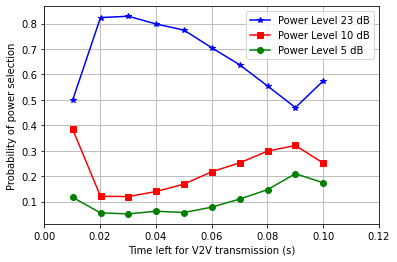 Probability of power selection
0.8
0.7
0.6
0.5
0.4
0.3
0.2
0.1
Power Level 23 dB
Power Level 10 dB
Power Level 5 dB
0.00 0.02 0.04 0.06 0.08 0.10 0.12
Time left for V2V transmission (s)